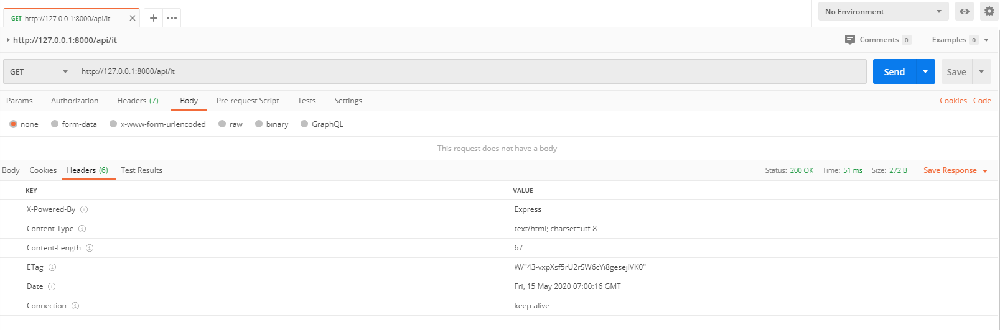 GET http://127.0.0.1:8000/api/it
No Environment
http://127.0.0.1:8000/api/it
Comments 0 Examples 0
GET http://127.0.0.1:8000/api/it Send Save
Params Authorization Headers (7) Body Pre-request Script Tests Settings Cookies Code
none form-data x-www-form-urlencoded raw binary GraphQL
This request does not have a body
Body Cookies Headers (6) Test Results Status: 200 OK Time: 51 ms Size: 272 B Save Response
KEY VALUE
X-Powered-By Express
Content-Type text/html; charset=utf-8
Content-Length 67
ETag W/"43-vxpXsf5rU2rSW6cYi8gesejlVK0"
Date Fri, 15 May 2020 07:00:16 GMT
Connection keep-alive